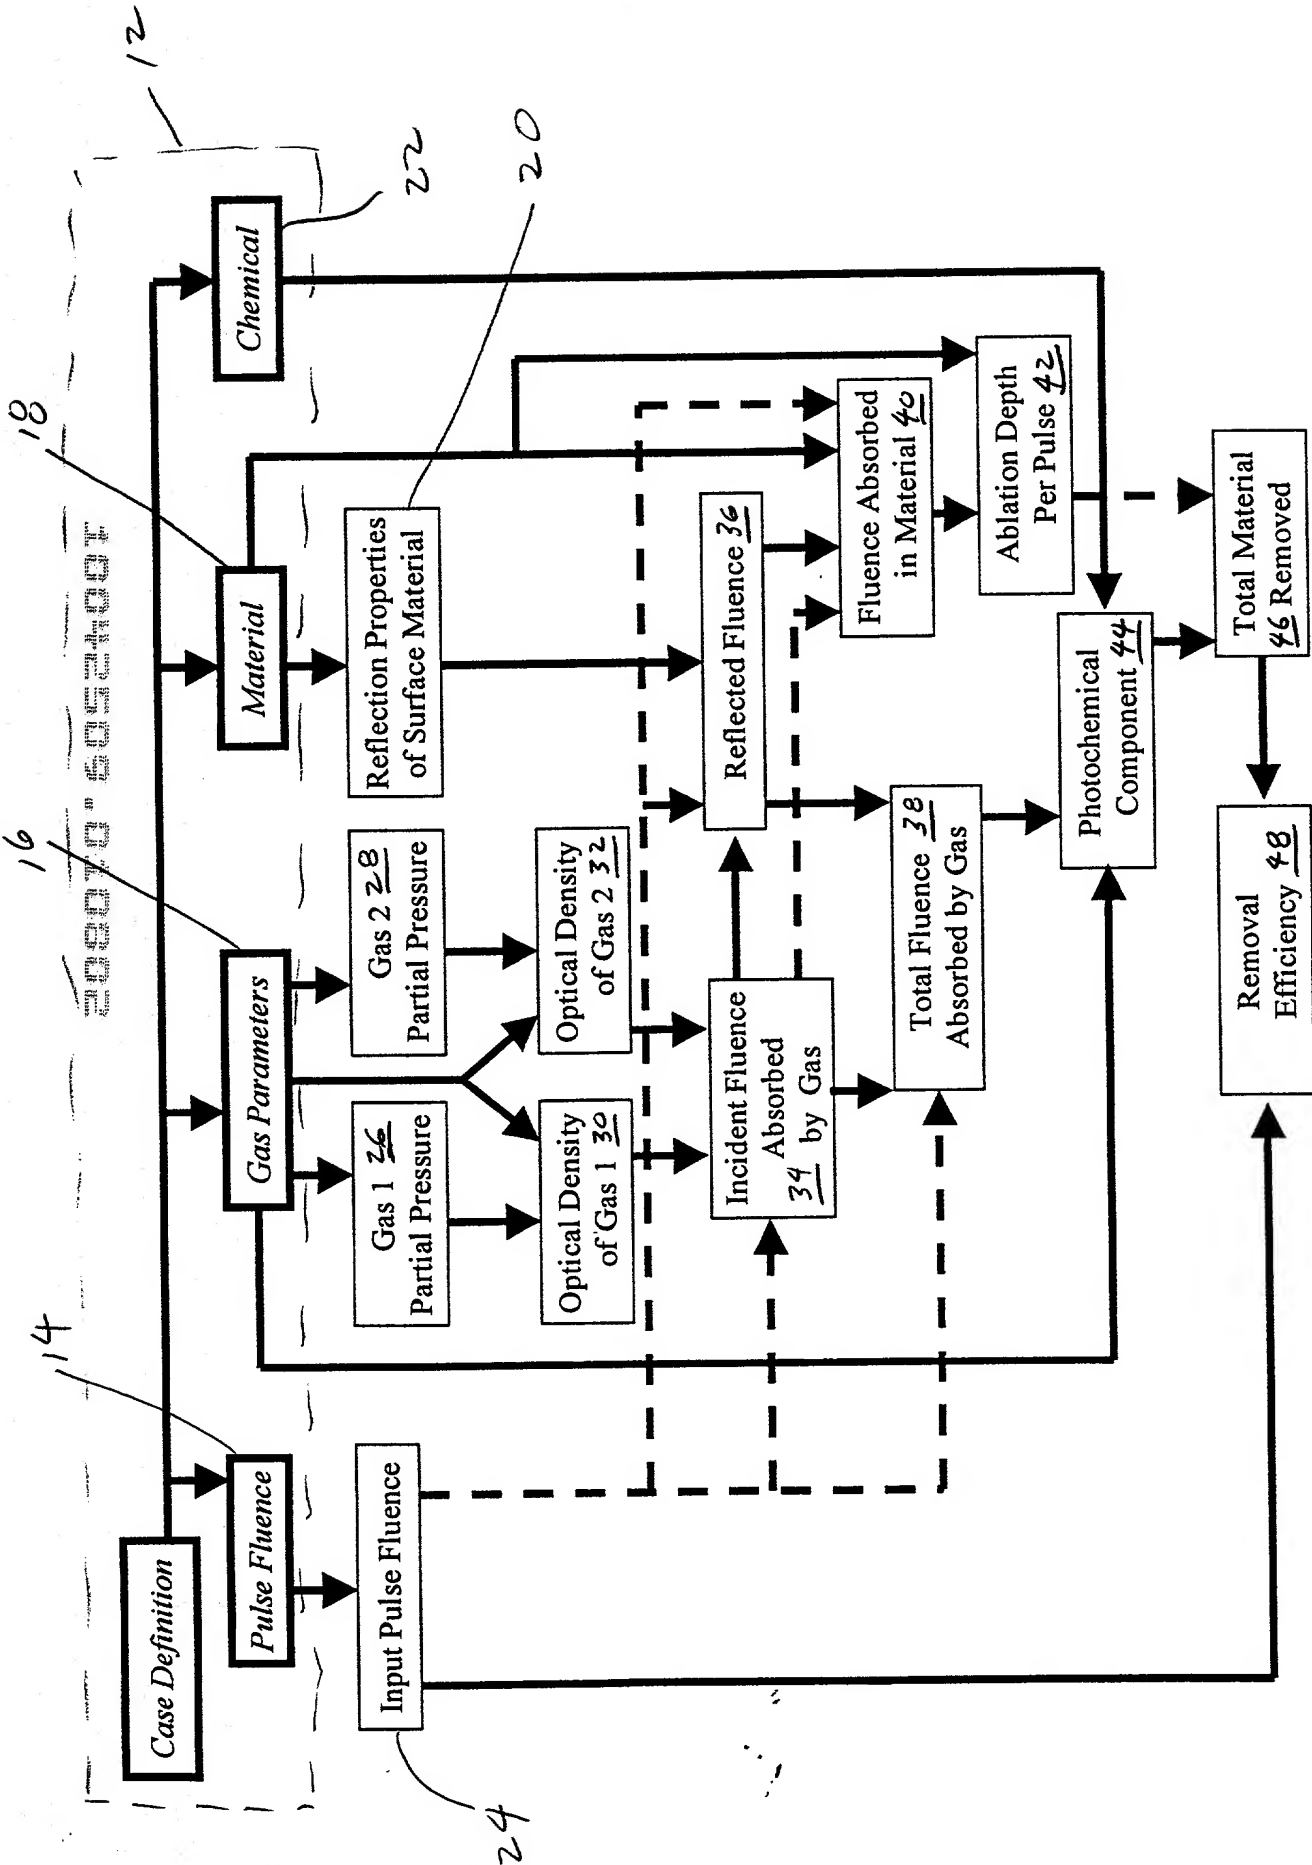 12
14
16
18
Case Definition
Pulse Fluence
Gas Parameters
Material
Chemical
22
20
24
Input Pulse Fluence
Gas 1 26
Partial Pressure
Gas 2 28
Partial Pressure
Reflection Properties
of Surface Material
Optical Density
of Gas 1 30
Optical Density
of Gas 2 32
Incident Fluence
Absorbed
34 by Gas
Reflected Fluence 36
Total Fluence 38
Absorbed by Gas
Fluence Absorbed
in Material 40
Ablation Depth
Per Pulse 42
Photochemical
Component 44
Removal
Efficiency 48
Total Material
46 Removed